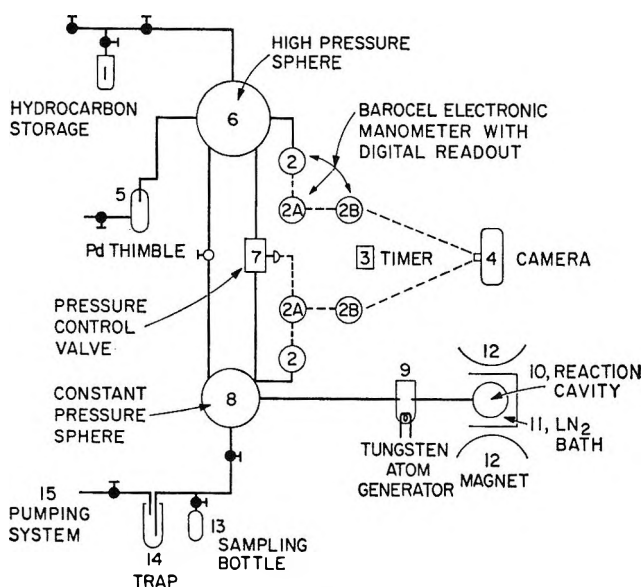 HIGH PRESSURE
SPHERE
1
HYDROCARBON
STORAGE
6
BAROCEL ELECTRONIC
MANOMETER WITH
DIGITAL READOUT
2
5
2A
2B
Pd THIMBLE
7
3 TIMER
4 CAMERA
PRESSURE
CONTROL
VALVE
2A
2B
2
CONSTANT
PRESSURE
SPHERE
8
9
12
10, REACTION
CAVITY
11, LN2
BATH
TUNGSTEN
ATOM
GENERATOR
12
MAGNET
15
PUMPING
SYSTEM
14
TRAP
13
SAMPLING
BOTTLE